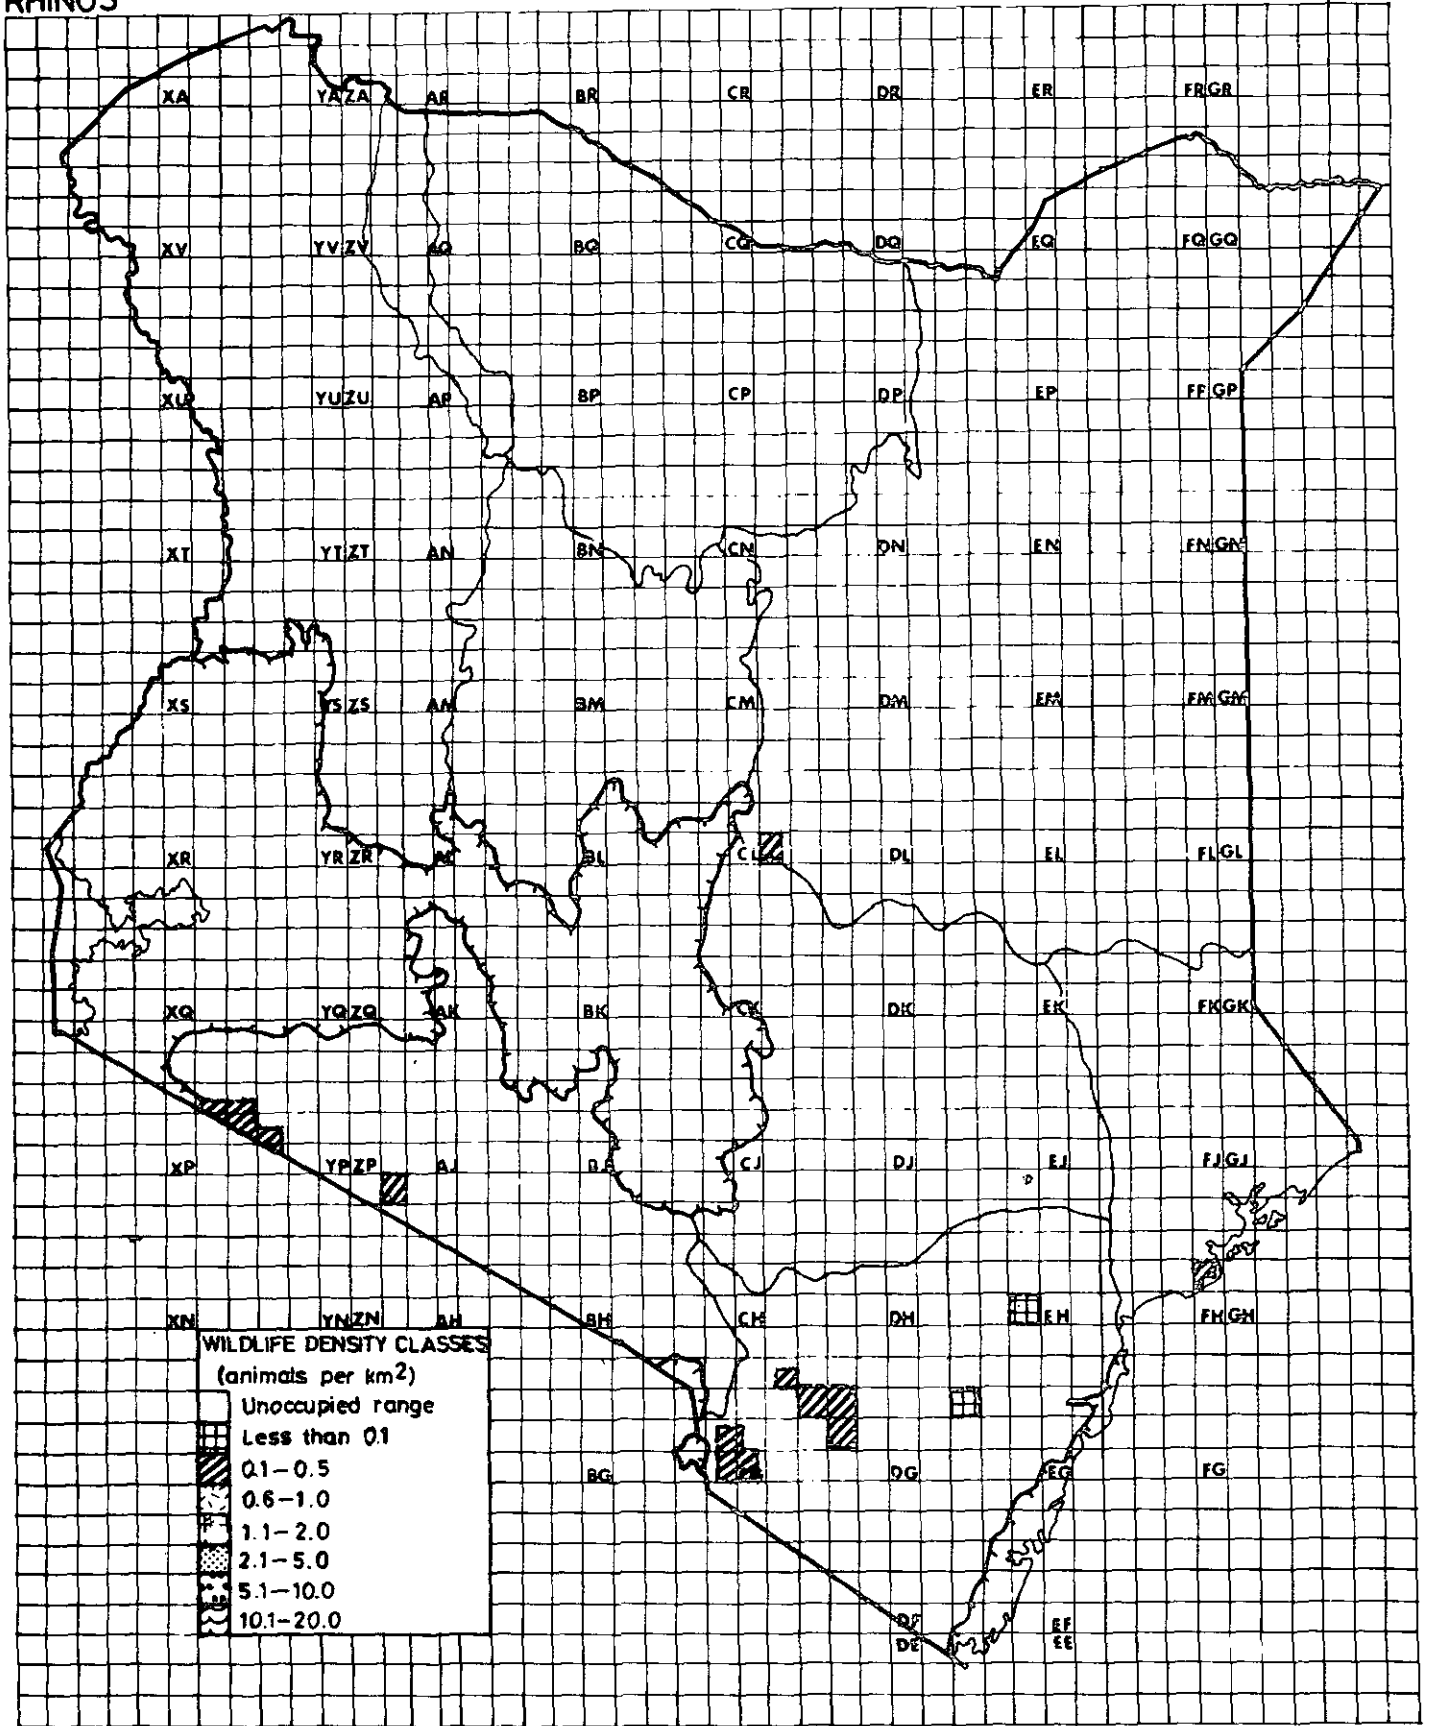 RHINOS
XA YA ZA AR BR CR DR ER FR GR
XV YV ZV AQ BQ CQ DQ EQ FQ GQ
XU YU ZU AP BP CP DP EP FF GP
XT YT ZT AN BN CN DN EN FN GN
XS YS ZS AM BM CM DM EM FM GM
XR YR ZR BL CL DL EL FL GL
XQ YQ ZQ AK BK CK DK EK FK GK
XP YP ZP AJ CJ DJ EJ FJ GJ
XN YN ZN AH BH CH DH EH FH GH
WILDLIFE DENSITY CLASSES
(animals per km2)
Unoccupied range
Less than 0.1
0.1-0.5
0.6-1.0
1.1-2.0
2.1-5.0
5.1-10.0
10.1-20.0
BG DG EG FG
DF EF
DE EE